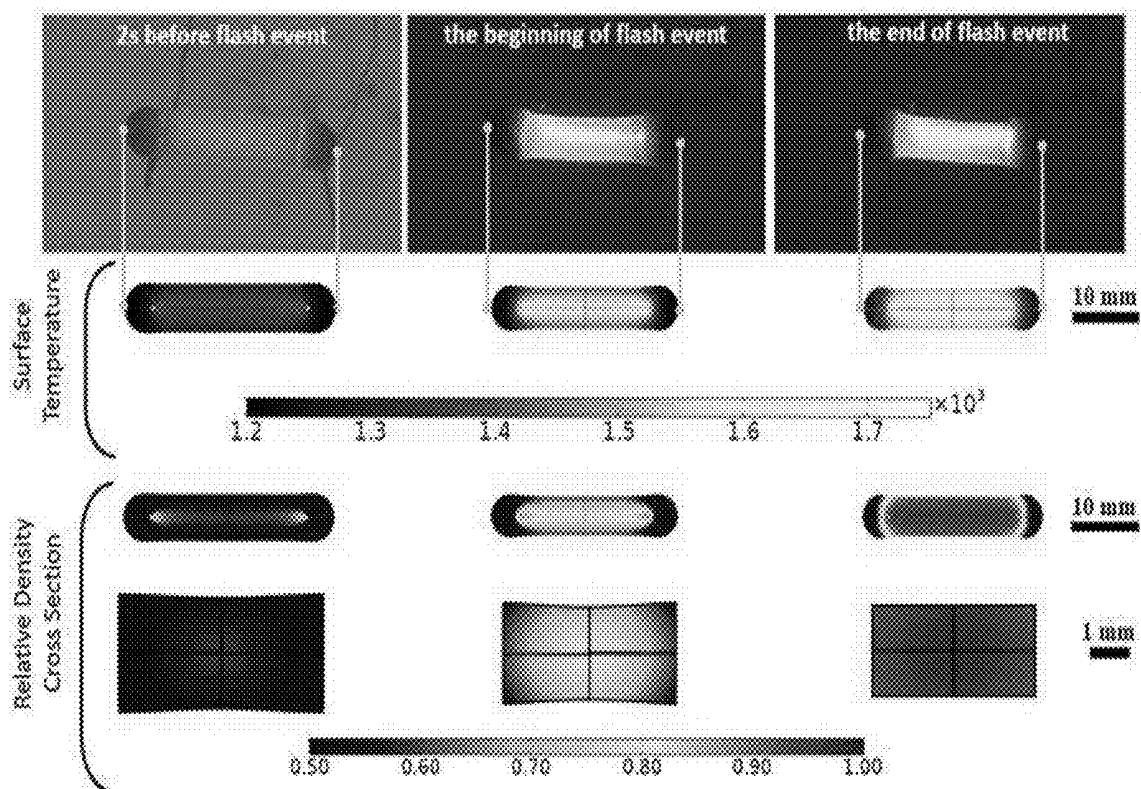 2s before flash event
the beginning of flash event
the end of flash event
Surface
Temperature
10 mm
×10³
1.2 1.3 1.4 1.5 1.6 1.7
Relative Density
Cross Section
10 mm
1 mm
0.50 0.60 0.70 0.80 0.90 1.00